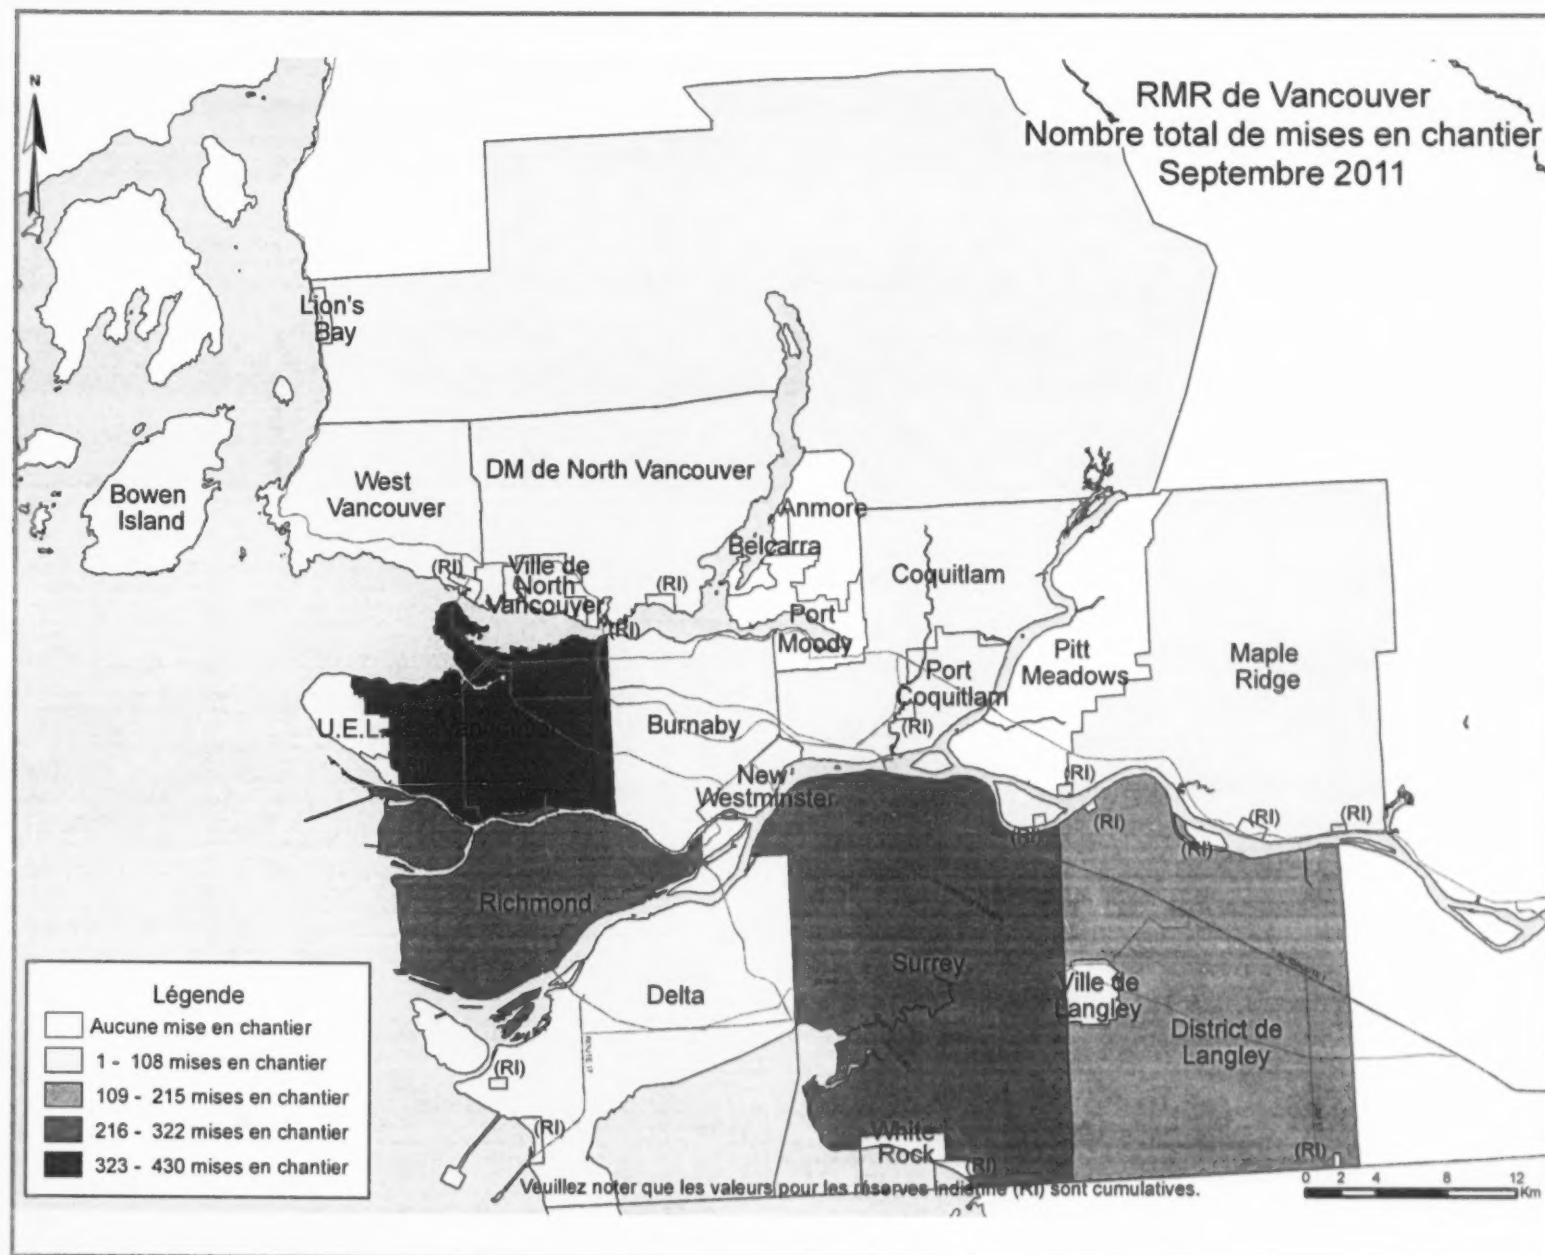 N
RMR de Vancouver
Nombre total de mises en chantier
Septembre 2011
Lion's
Bay
Bowen
Island
West
Vancouver
DM de North Vancouver
Anmore
Belcarra
(RI)
Ville de
North
Vancouver
(RI)
(RI)
Coquitlam
Port
Moody
Port
Coquitlam
(RI)
Pitt
Meadows
Maple
Ridge
U.E.L.
Vancouver
Burnaby
New
Westminster
(RI)
(RI)
(RI)
(RI)
(RI)
(RI)
Richmond
Surrey
Delta
Ville de
Langley
District de
Langley
(RI)
(RI)
White
Rock
(RI)
(RI)
Légende
Aucune mise en chantier
1 - 108 mises en chantier
109 - 215 mises en chantier
216 - 322 mises en chantier
323 - 430 mises en chantier
Veuillez noter que les valeurs pour les réserves indienne (RI) sont cumulatives.
0 2 4 8 12
Km